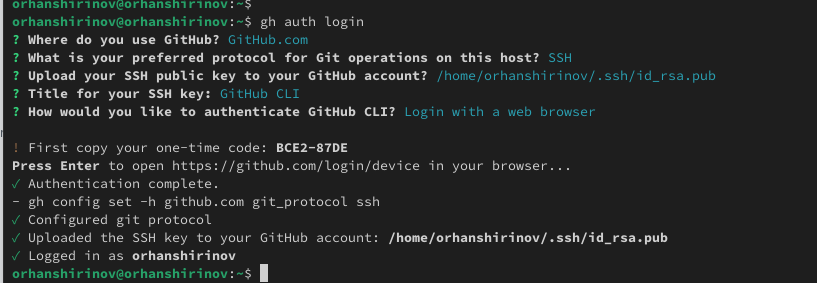 orhanshirinov@orhanshirinov:~$
orhanshirinov@orhanshirinov:~$ gh auth login
? Where do you use GitHub? GitHub.com
? What is your preferred protocol for Git operations on this host? SSH
? Upload your SSH public key to your GitHub account? /home/orhanshirinov/.ssh/id_rsa.pub
? Title for your SSH key: GitHub CLI
? How would you like to authenticate GitHub CLI? Login with a web browser
! First copy your one-time code: BCE2-87DE
Press Enter to open https://github.com/login/device in your browser...
✓ Authentication complete.
- gh config set -h github.com git_protocol ssh
✓ Configured git protocol
✓ Uploaded the SSH key to your GitHub account: /home/orhanshirinov/.ssh/id_rsa.pub
✓ Logged in as orhanshirinov
orhanshirinov@orhanshirinov:~$